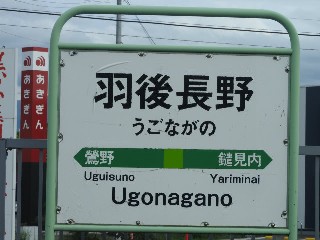 あきぎん
あきぎん
羽後長野
うごながの
鶯野 鑓見内
Uguisuno Yariminai
Ugonagano